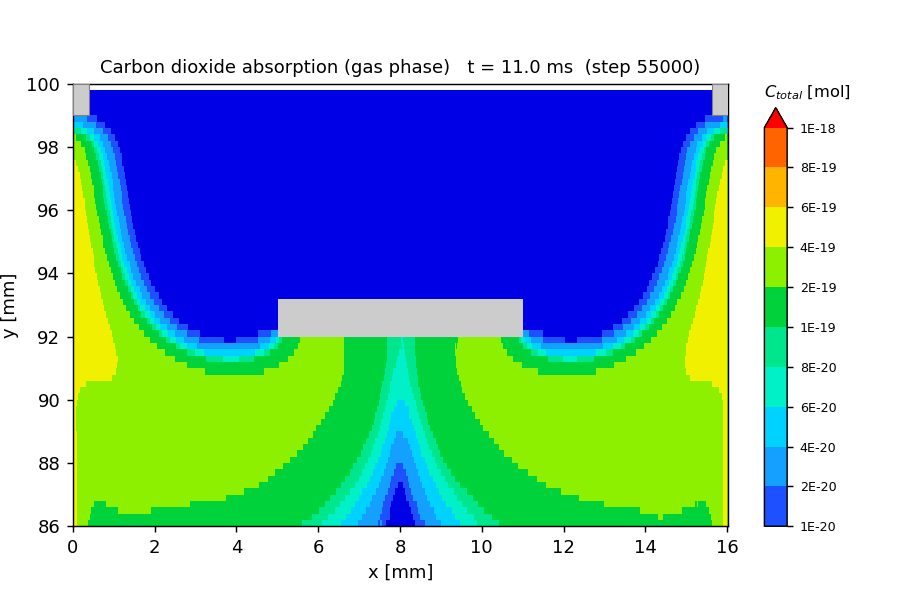 Carbon dioxide absorption (gas phase)   t = 11.0 ms  (step 55000)
C_total [mol]
y [mm]
100
98
96
94
92
90
88
86
0 2 4 6 8 10 12 14 16
x [mm]
1E-18
8E-19
6E-19
4E-19
2E-19
1E-19
8E-20
6E-20
4E-20
2E-20
1E-20